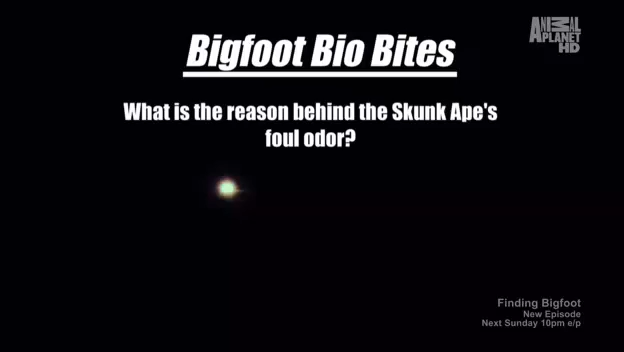 Bigfoot Bio Bites
ANIMAL
PLANET
HD
What is the reason behind the Skunk Ape's
foul odor?
Finding Bigfoot
New Episode
Next Sunday 10pm e/p